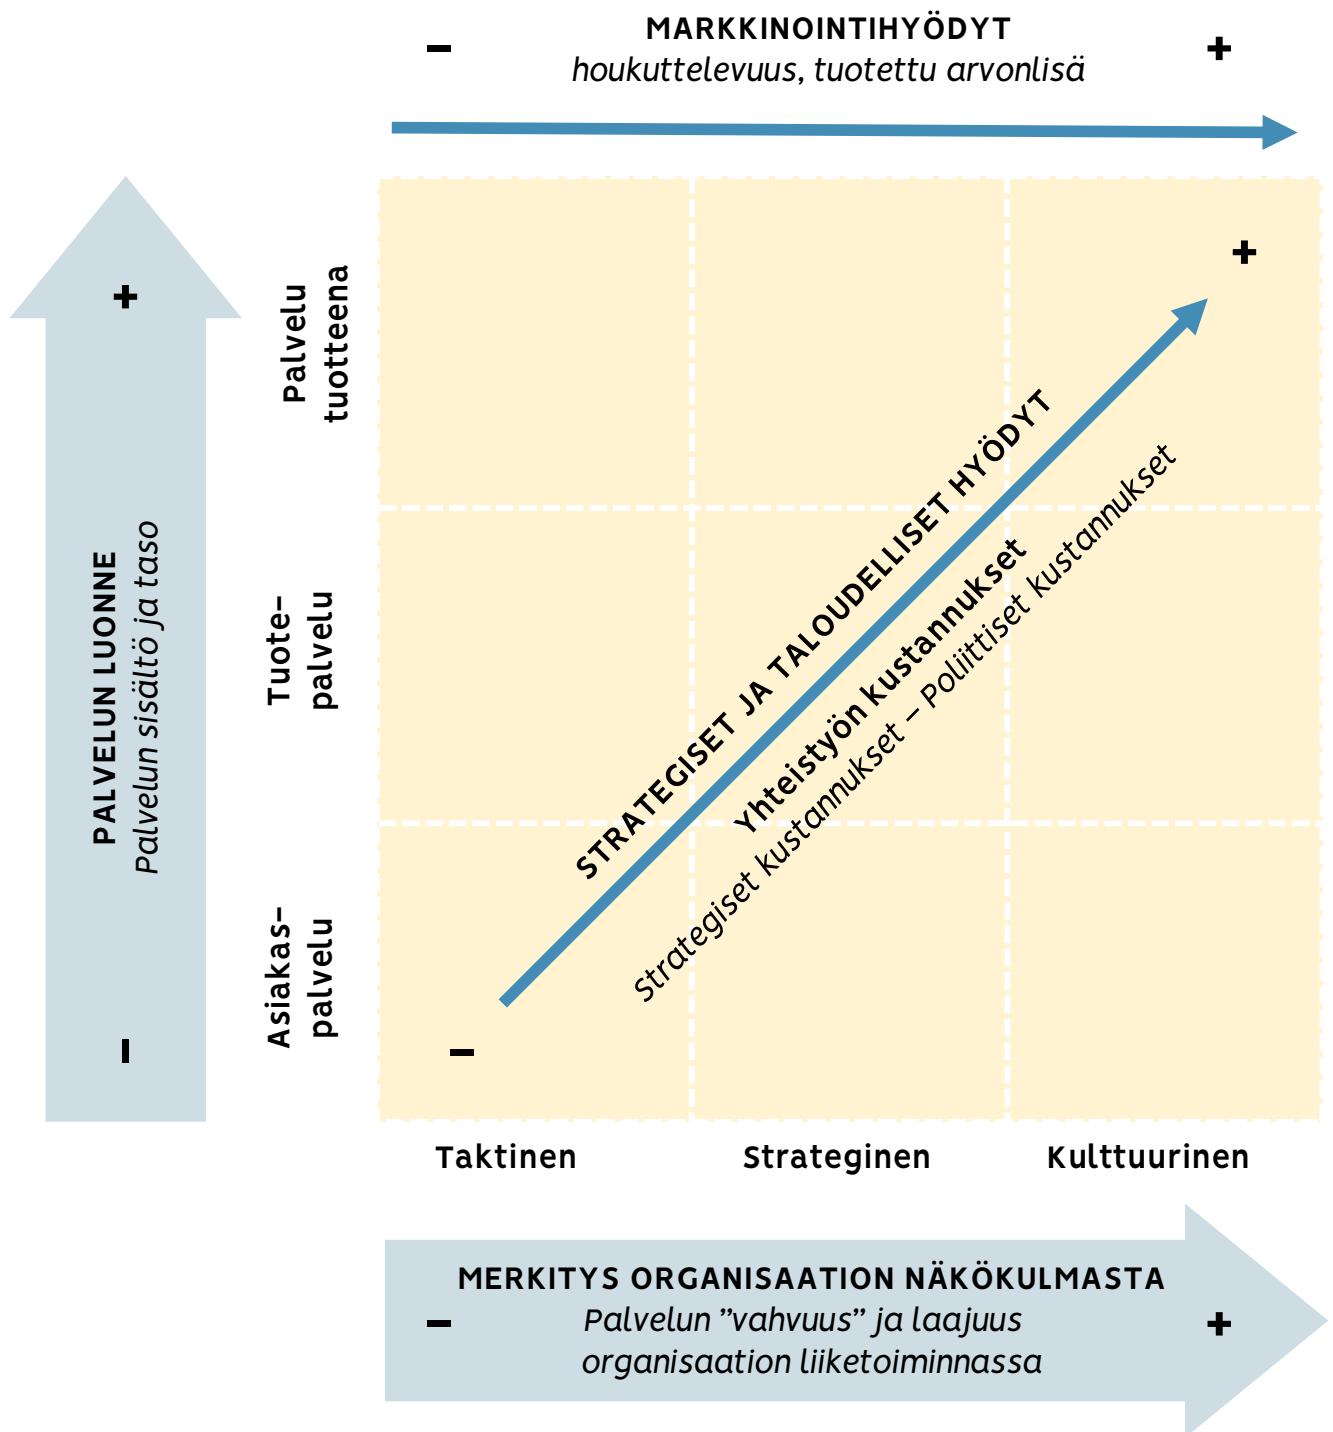 MARKKINOINTIHYÖDYT
houkuttelevuus, tuotettu arvonlisä
– +
+
PALVELUN LUONNE
Palvelun sisältö ja taso
–
Palvelu
tuotteena
Tuote–
palvelu
Asiakas–
palvelu
+
STRATEGISET JA TALOUDELLISET HYÖDYT
Yhteistyön kustannukset
Strategiset kustannukset – Poliittiset kustannukset
–
Taktinen Strateginen Kulttuurinen
MERKITYS ORGANISAATION NÄKÖKULMASTA
Palvelun ”vahvuus” ja laajuus
organisaation liiketoiminnassa
– +